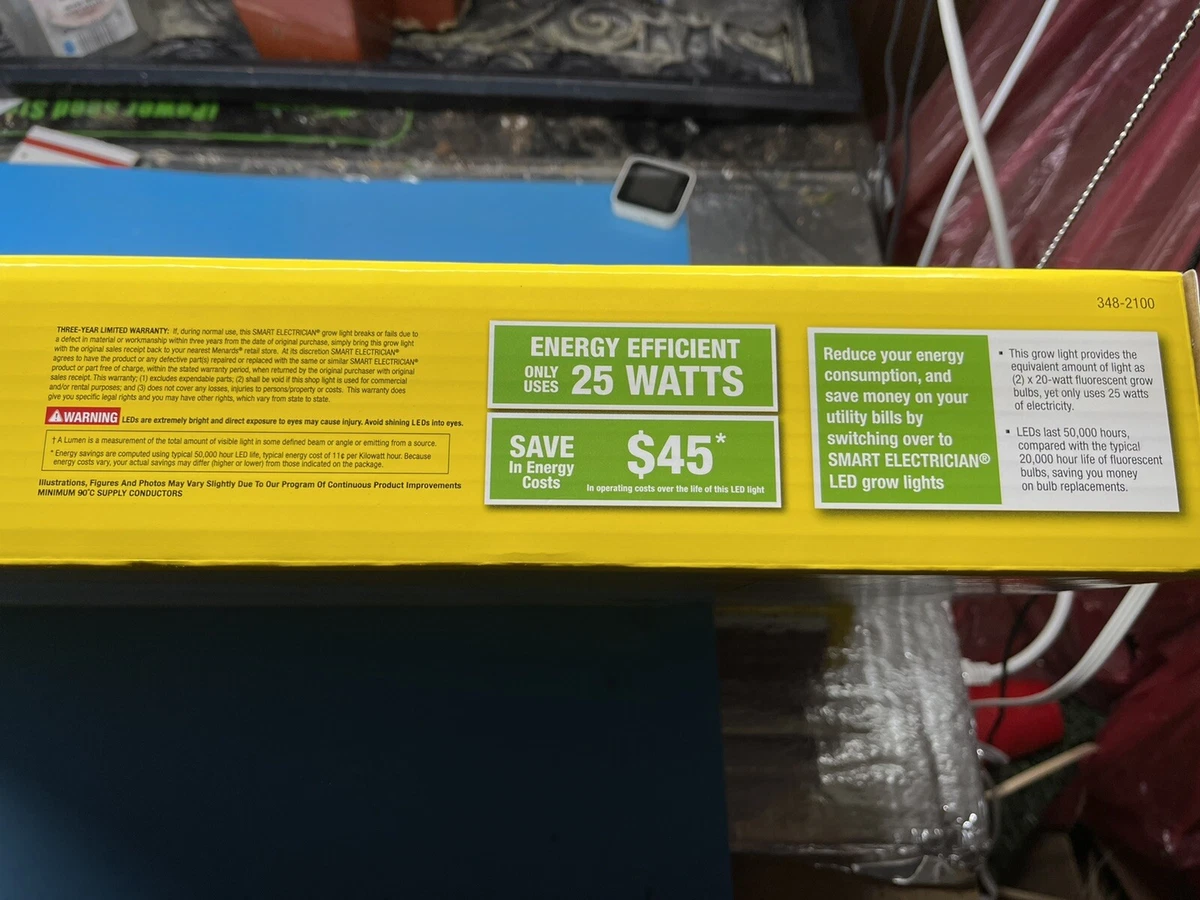 iPower Seed St
348-2100
THREE-YEAR LIMITED WARRANTY: If, during normal use, this SMART ELECTRICIAN® grow light breaks or fails due to
a defect in material or workmanship within three years from the date of original purchase, simply bring this grow light
with the original sales receipt back to your nearest Menards® retail store. At its discretion SMART ELECTRICIAN®
agrees to have the product or any defective part(s) repaired or replaced with the same or similar SMART ELECTRICIAN®
product or part free of charge, within the stated warranty period, when returned by the original purchaser with original
sales receipt. This warranty; (1) excludes expendable parts; (2) shall be void if this shop light is used for commercial
and/or rental purposes; and (3) does not cover any losses, injuries to persons/property or costs. This warranty does
give you specific legal rights and you may have other rights, which vary from state to state.
WARNING LEDs are extremely bright and direct exposure to eyes may cause injury. Avoid shining LEDs into eyes.
† A Lumen is a measurement of the total amount of visible light in some defined beam or angle or emitting from a source.
* Energy savings are computed using typical 50,000 hour LED life, typical energy cost of 11¢ per Kilowatt hour. Because
energy costs vary, your actual savings may differ (higher or lower) from those indicated on the package.
Illustrations, Figures And Photos May Vary Slightly Due To Our Program Of Continuous Product Improvements
MINIMUM 90°C SUPPLY CONDUCTORS
ENERGY EFFICIENT
ONLY USES 25 WATTS
SAVE
In Energy
Costs
$45*
In operating costs over the life of this LED light
Reduce your energy
consumption, and
save money on your
utility bills by
switching over to
SMART ELECTRICIAN®
LED grow lights
• This grow light provides the
equivalent amount of light as
(2) x 20-watt fluorescent grow
bulbs, yet only uses 25 watts
of electricity.
• LEDs last 50,000 hours,
compared with the typical
20,000 hour life of fluorescent
bulbs, saving you money
on bulb replacements.